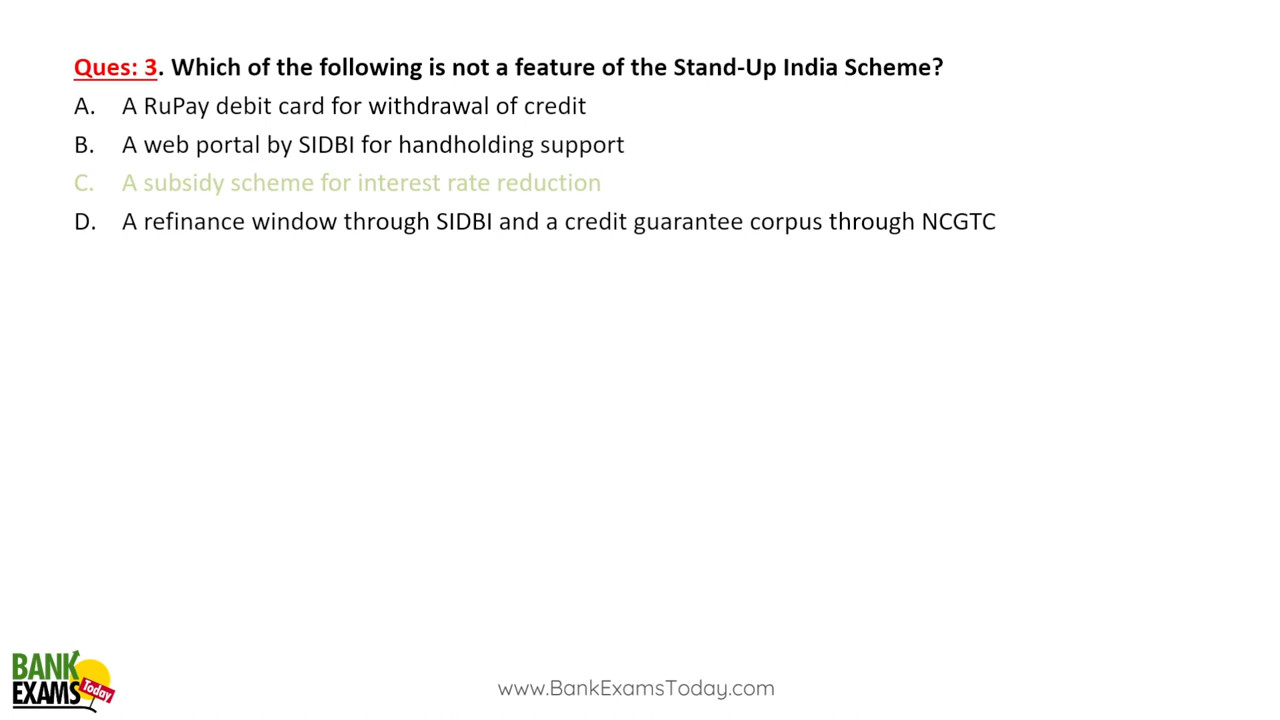 Ques: 3. Which of the following is not a feature of the Stand-Up India Scheme?
A. A RuPay debit card for withdrawal of credit
B. A web portal by SIDBI for handholding support
C. A subsidy scheme for interest rate reduction
D. A refinance window through SIDBI and a credit guarantee corpus through NCGTC
BANK
EXAMS
Today
www.BankExamsToday.com